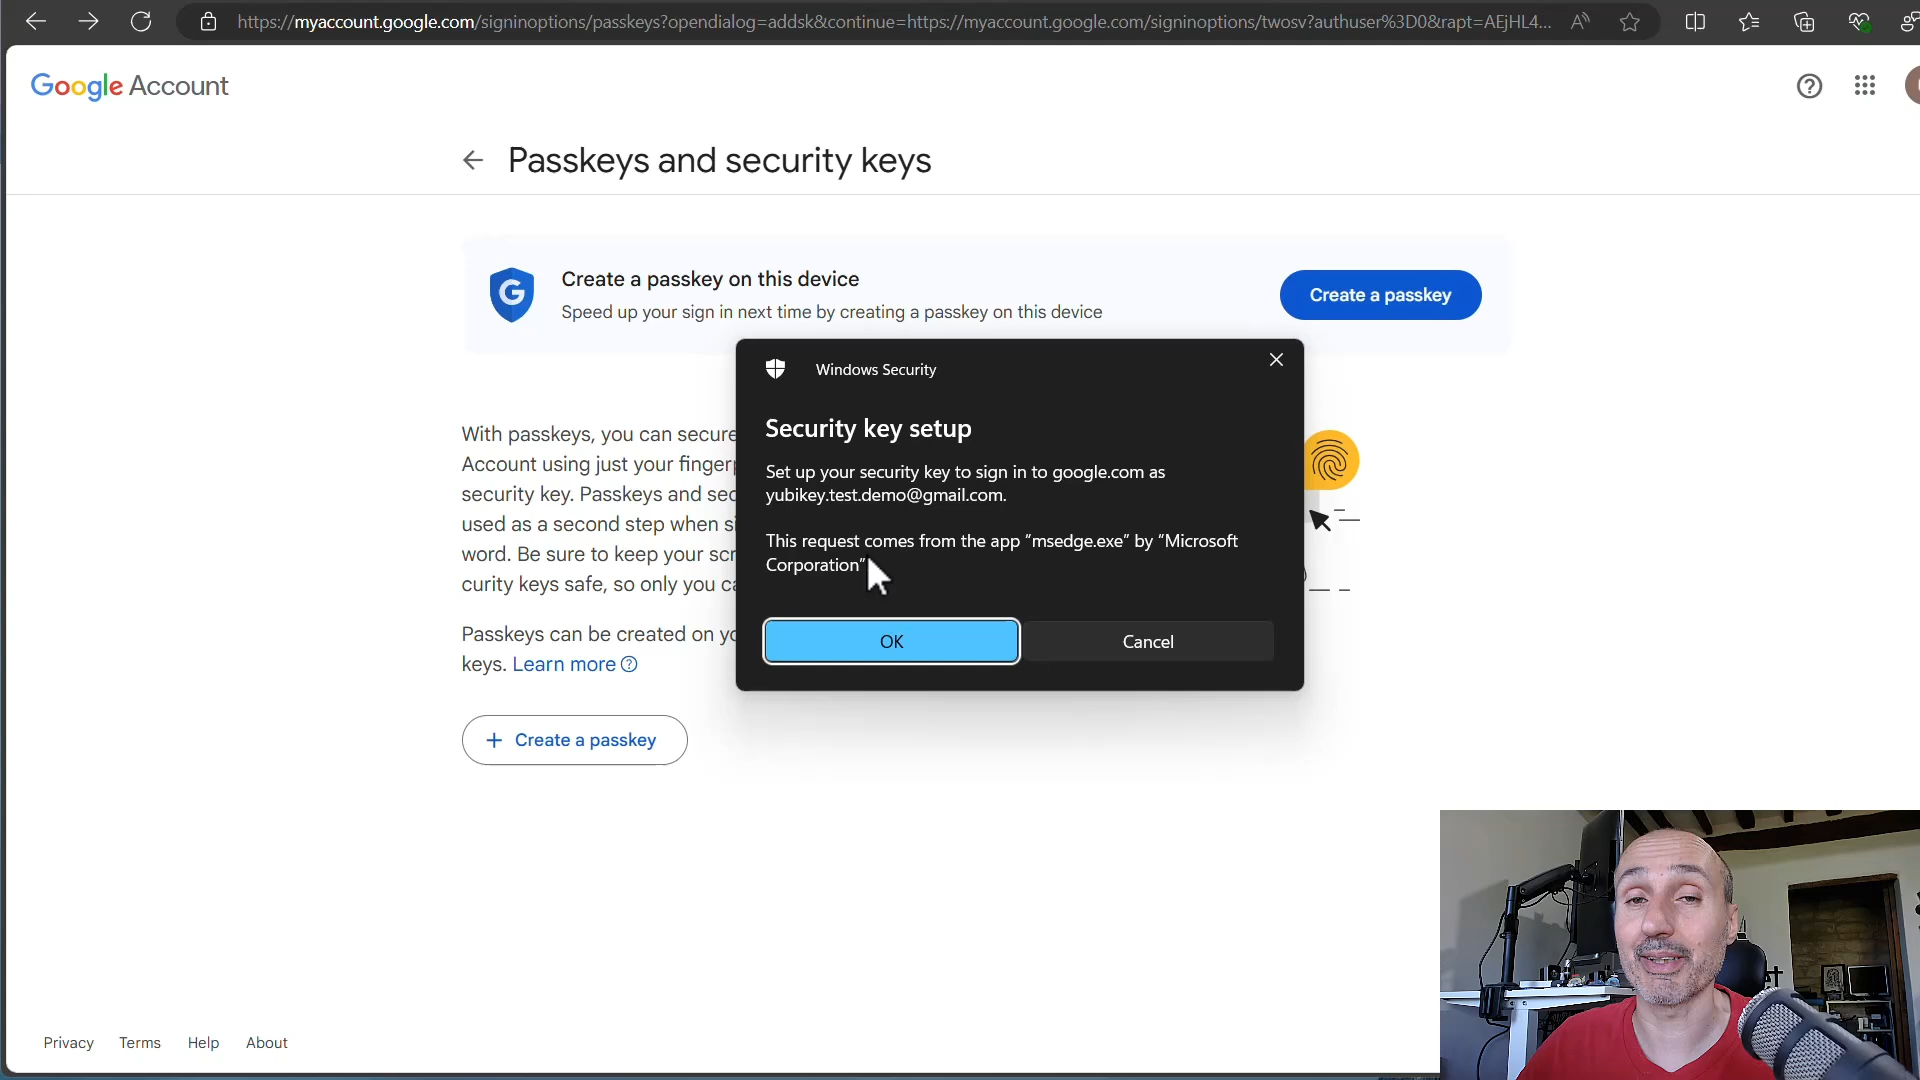 https://myaccount.google.com/signinoptions/passkeys?opendialog=addsk&continue=https://myaccount.google.com/signinoptions/twosv?authuser%3D0&rapt=AEjHL4...
Google Account
Passkeys and security keys
Create a passkey on this device
Speed up your sign in next time by creating a passkey on this device
Create a passkey
Windows Security
Security key setup
Set up your security key to sign in to google.com as
yubikey.test.demo@gmail.com.
This request comes from the app “msedge.exe” by “Microsoft
Corporation”
OK
Cancel
With passkeys, you can secure
Account using just your finger
security key. Passkeys and sec
used as a second step when si
word. Be sure to keep your scr
curity keys safe, so only you ca
Passkeys can be created on yo
keys. Learn more
+ Create a passkey
Privacy
Terms
Help
About